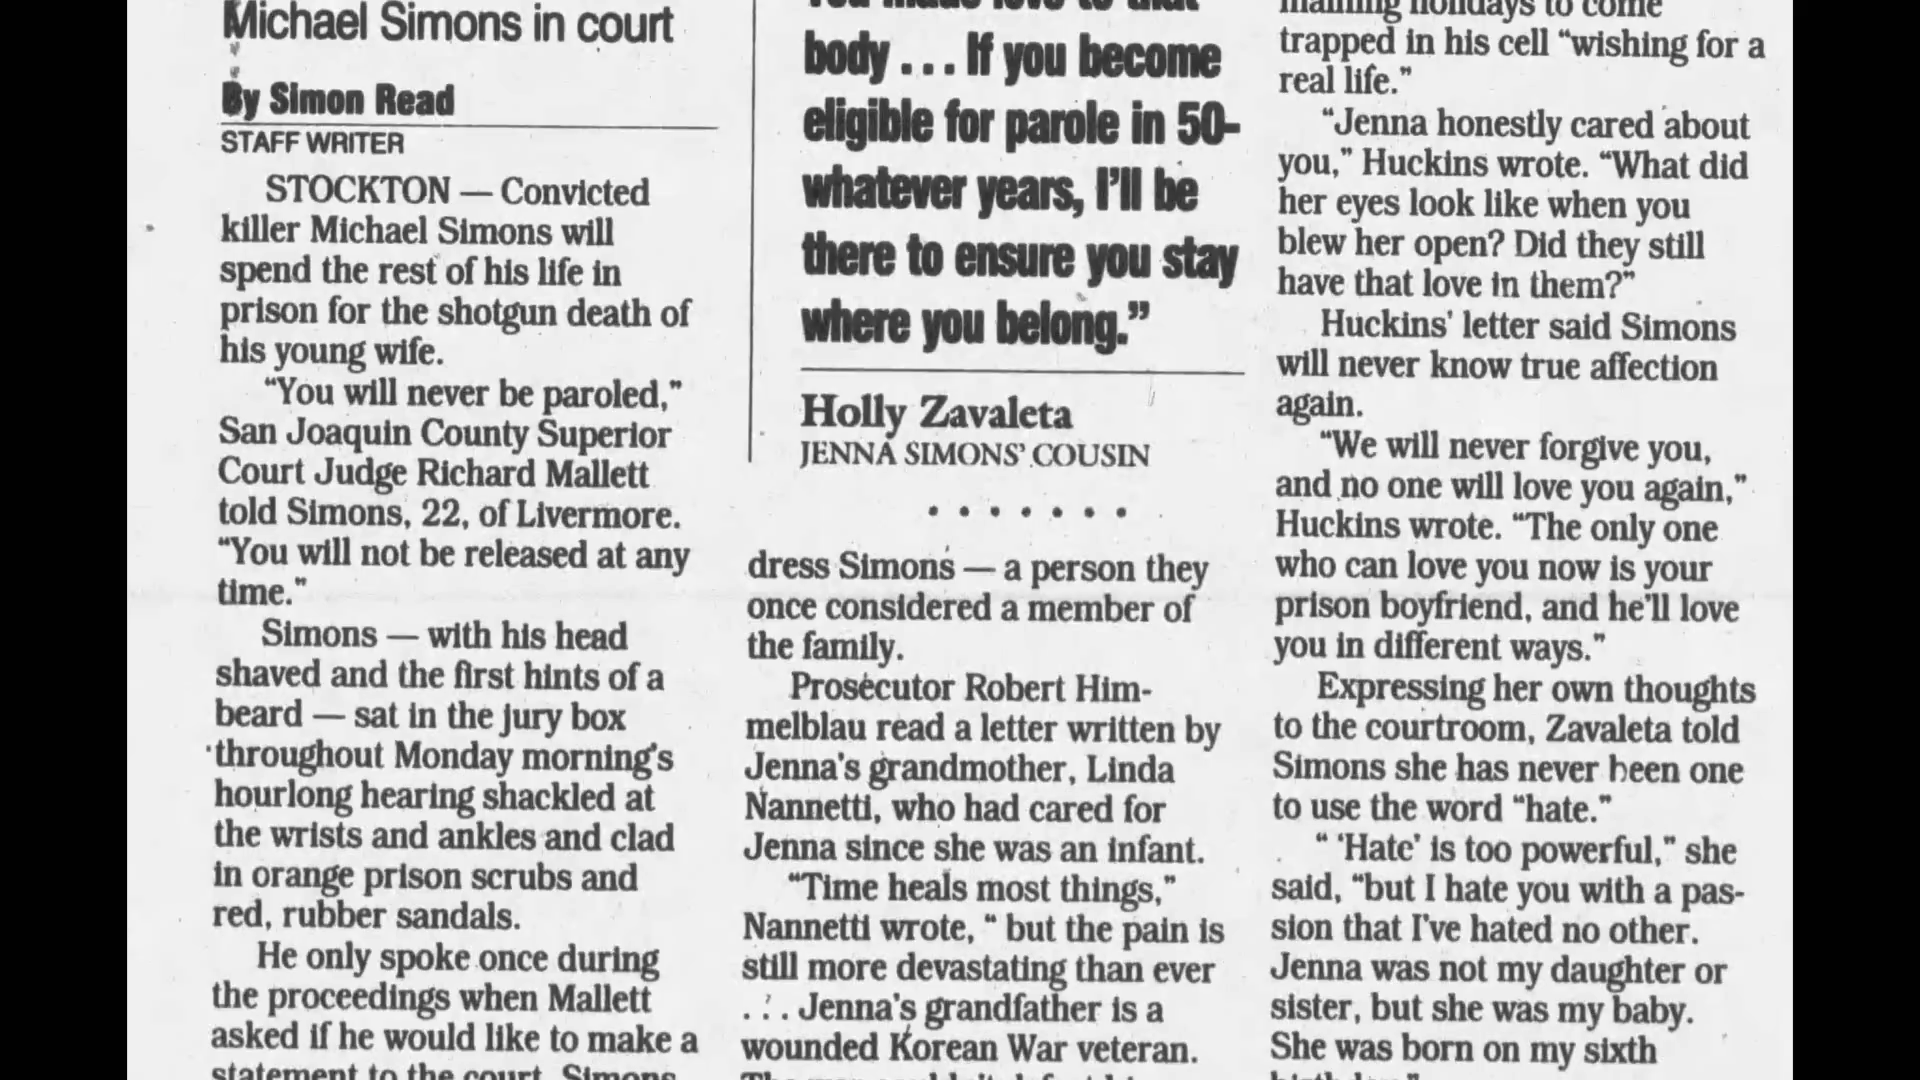 Michael Simons in court
By Simon Read
STAFF WRITER
STOCKTON — Convicted
killer Michael Simons will
spend the rest of his life in
prison for the shotgun death of
his young wife.
“You will never be paroled,”
San Joaquin County Superior
Court Judge Richard Mallett
told Simons, 22, of Livermore.
“You will not be released at any
time.”
Simons — with his head
shaved and the first hints of a
beard — sat in the jury box
throughout Monday morning's
hourlong hearing shackled at
the wrists and ankles and clad
in orange prison scrubs and
red, rubber sandals.
He only spoke once during
the proceedings when Mallett
asked if he would like to make a
statement to the court. Simons
You made love to that
body . . . If you become
eligible for parole in 50-
whatever years, I'll be
there to ensure you stay
where you belong.”
Holly Zavaleta
JENNA SIMONS' COUSIN
. . . . . . .
dress Simons — a person they
once considered a member of
the family.
Prosecutor Robert Him-
melblau read a letter written by
Jenna's grandmother, Linda
Nannetti, who had cared for
Jenna since she was an infant.
“Time heals most things,”
Nannetti wrote, “ but the pain is
still more devastating than ever
. . . Jenna's grandfather is a
wounded Korean War veteran.
holidays to come
trapped in his cell “wishing for a
real life.”
“Jenna honestly cared about
you,” Huckins wrote. “What did
her eyes look like when you
blew her open? Did they still
have that love in them?”
Huckins' letter said Simons
will never know true affection
again.
“We will never forgive you,
and no one will love you again,”
Huckins wrote. “The only one
who can love you now is your
prison boyfriend, and he'll love
you in different ways.”
Expressing her own thoughts
to the courtroom, Zavaleta told
Simons she has never been one
to use the word “hate.”
“ ‘Hate’ is too powerful,” she
said, “but I hate you with a pas-
sion that I've hated no other.
Jenna was not my daughter or
sister, but she was my baby.
She was born on my sixth